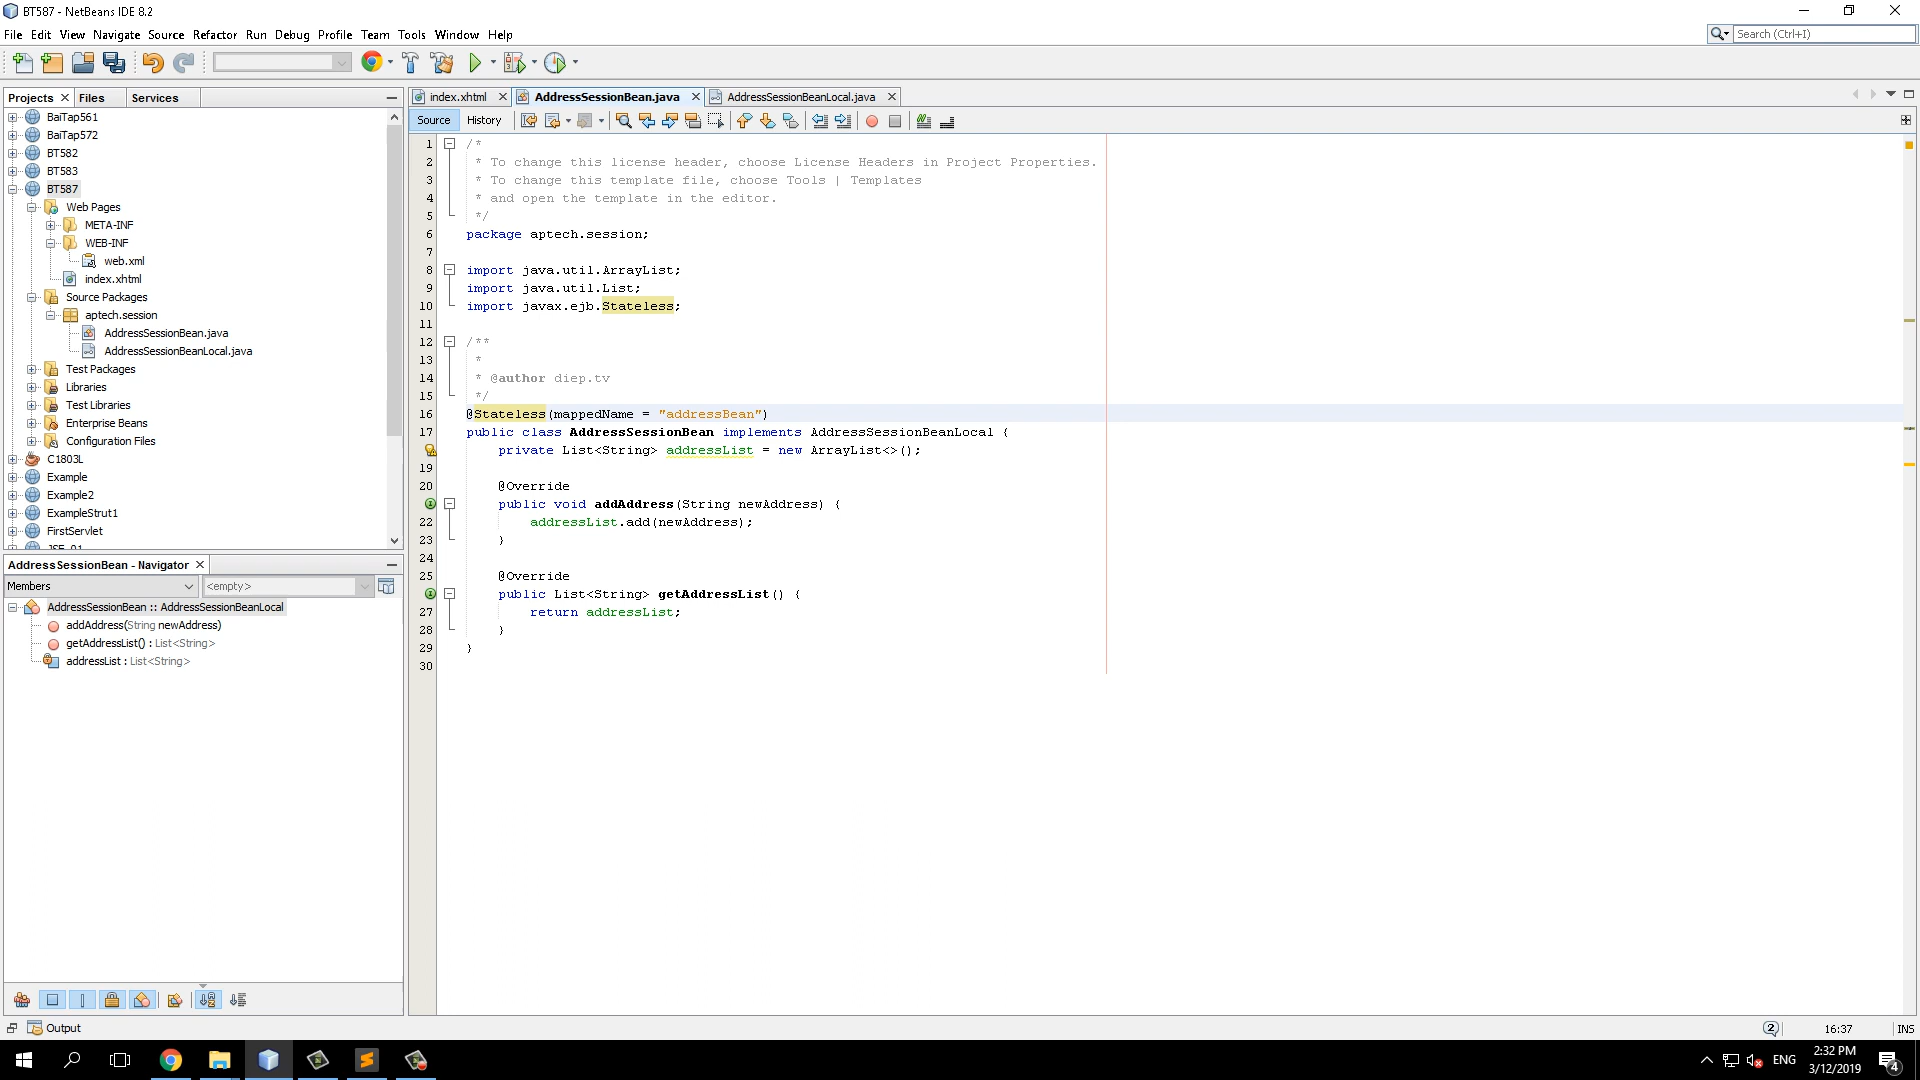 BT587 - NetBeans IDE 8.2
File Edit View Navigate Source Refactor Run Debug Profile Team Tools Window Help
Search (Ctrl+I)
Projects Files Services
BaiTap561
BaiTap572
BT582
BT583
BT587
Web Pages
META-INF
WEB-INF
web.xml
index.xhtml
Source Packages
aptech.session
AddressSessionBean.java
AddressSessionBeanLocal.java
Test Packages
Libraries
Test Libraries
Enterprise Beans
Configuration Files
C1803L
Example
Example2
ExampleStrut1
FirstServlet
AddressSessionBean - Navigator
Members <empty>
AddressSessionBean :: AddressSessionBeanLocal
addAddress(String newAddress)
getAddressList() : List<String>
addressList : List<String>
Output
index.xhtml AddressSessionBean.java AddressSessionBeanLocal.java
Source History
1 /*
2 * To change this license header, choose License Headers in Project Properties.
3 * To change this template file, choose Tools | Templates
4 * and open the template in the editor.
5 */
6 package aptech.session;
7
8 import java.util.ArrayList;
9 import java.util.List;
10 import javax.ejb.Stateless;
11
12 /**
13 *
14 * @author diep.tv
15 */
16 @Stateless(mappedName = "addressBean")
17 public class AddressSessionBean implements AddressSessionBeanLocal {
private List<String> addressList = new ArrayList<>();
19
20 @Override
public void addAddress(String newAddress) {
22 addressList.add(newAddress);
23 }
24
25 @Override
public List<String> getAddressList() {
27 return addressList;
28 }
29 }
30
2 16:37 INS
ENG 2:32 PM
3/12/2019 4